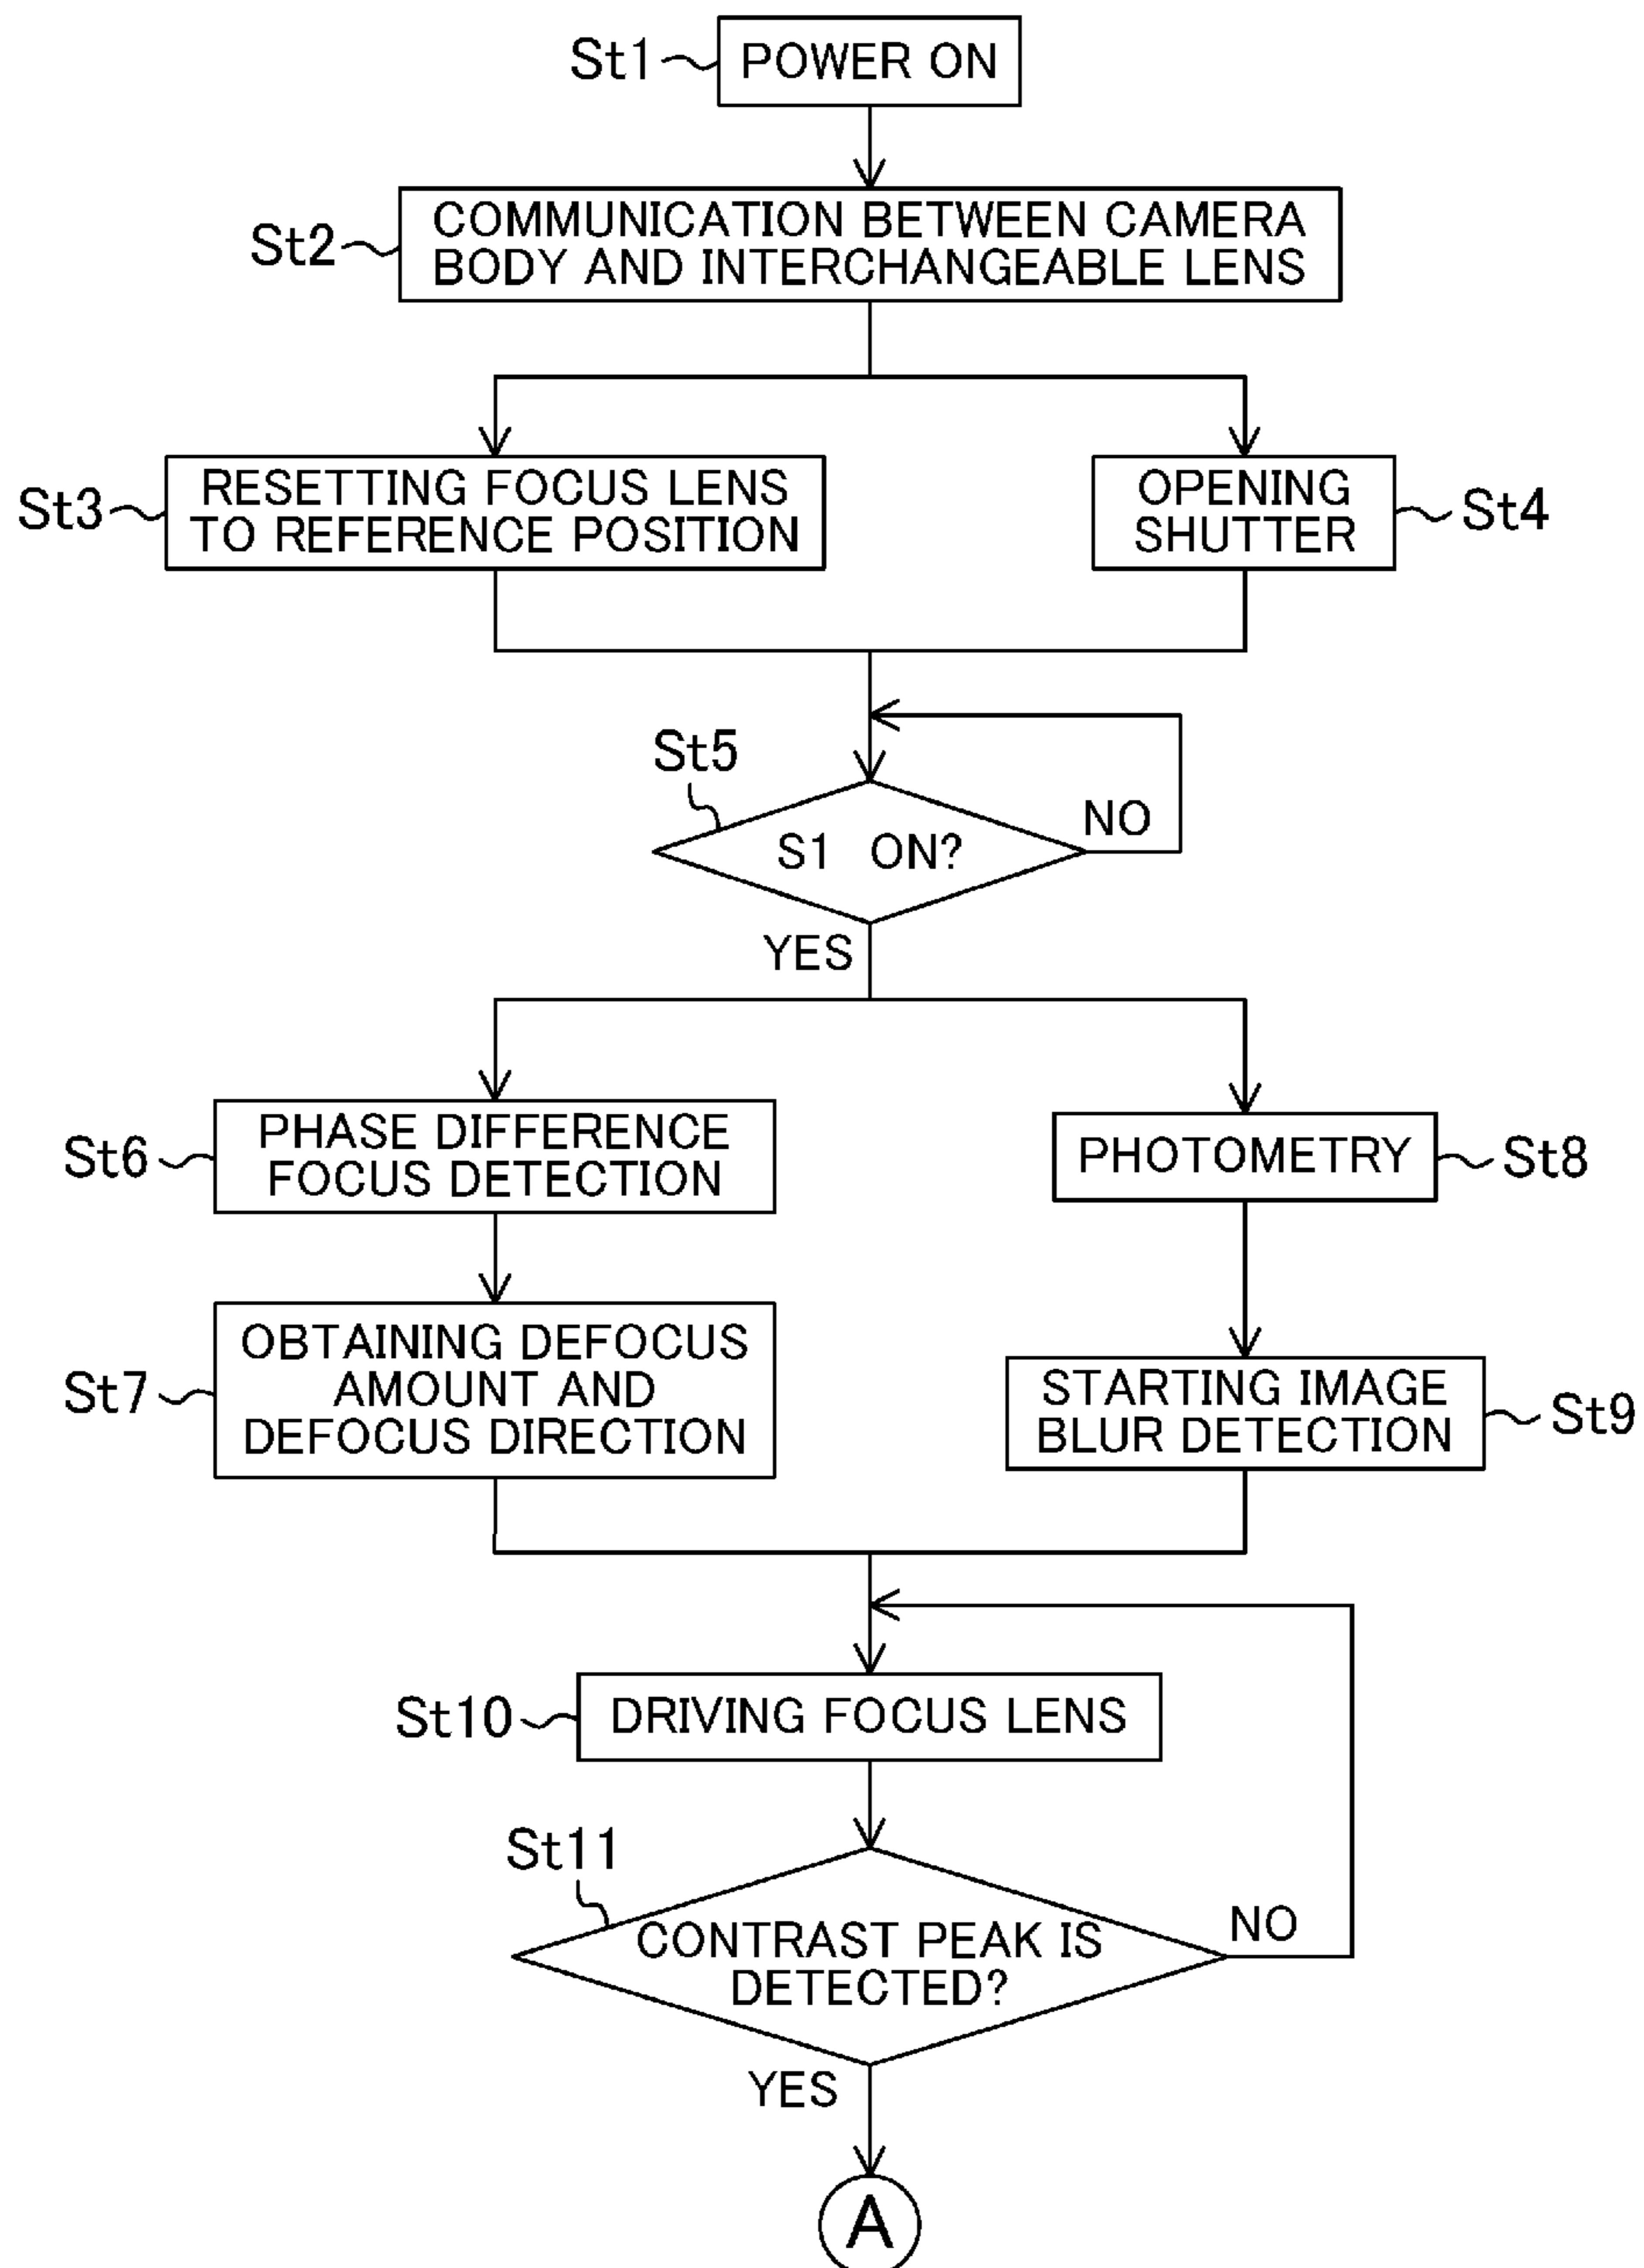 St1
POWER ON
St2
COMMUNICATION BETWEEN CAMERA
BODY AND INTERCHANGEABLE LENS
St3
RESETTING FOCUS LENS
TO REFERENCE POSITION
OPENING
SHUTTER
St4
St5
S1 ON?
NO
YES
St6
PHASE DIFFERENCE
FOCUS DETECTION
PHOTOMETRY
St8
St7
OBTAINING DEFOCUS
AMOUNT AND
DEFOCUS DIRECTION
STARTING IMAGE
BLUR DETECTION
St9
St10
DRIVING FOCUS LENS
St11
CONTRAST PEAK IS
DETECTED?
NO
YES
A